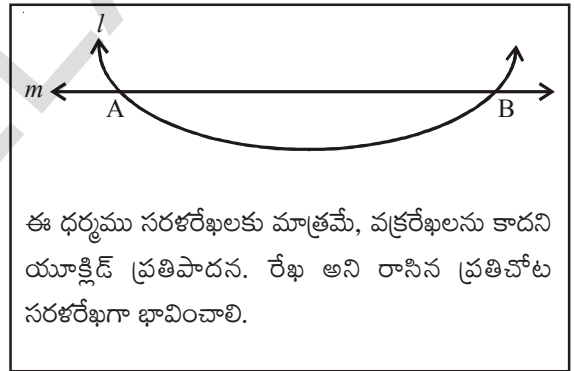 l
m
A B
ఈ ధర్మము సరళరేఖలకు మాత్రమే, వక్రరేఖలను కాదని
యూక్లిడ్ ప్రతిపాదన. రేఖ అని రాసిన ప్రతిచోట
సరళరేఖగా భావించాలి.